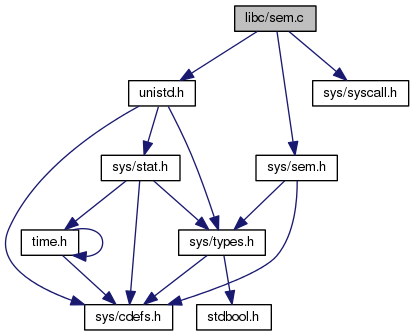 libc/sem.c
unistd.h
sys/syscall.h
sys/stat.h
sys/sem.h
time.h
sys/types.h
sys/cdefs.h
stdbool.h